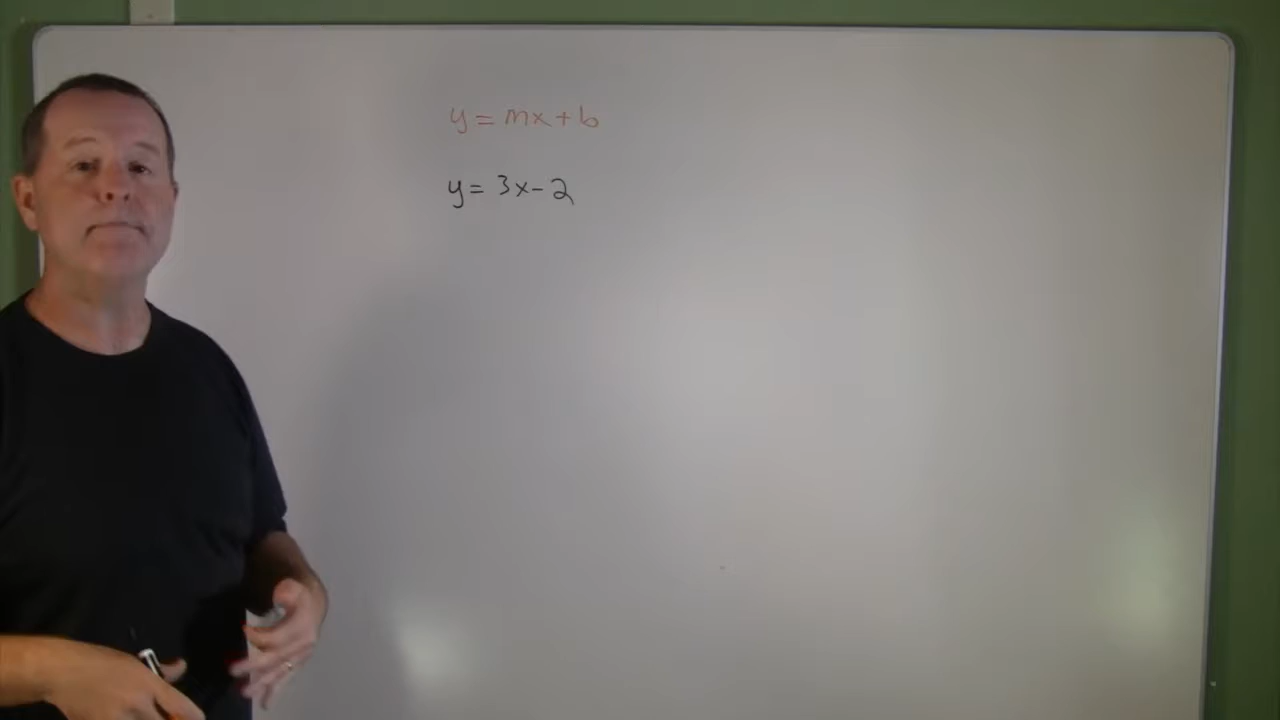 y = mx + b
y = 3x - 2